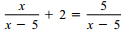 x/(x − 5) + 2 = 5/(x − 5)